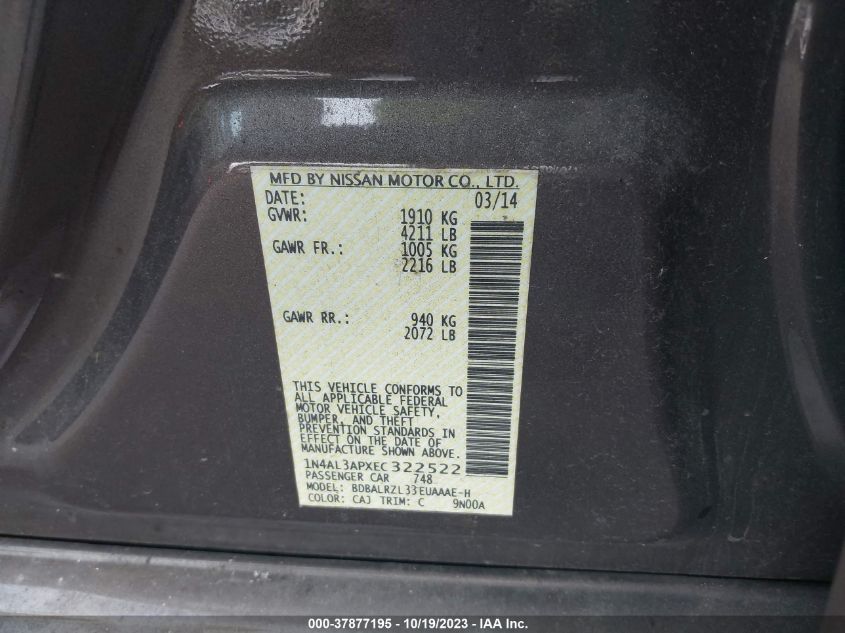 MFD BY NISSAN MOTOR CO., LTD.
DATE: 03/14
GVWR: 1910 KG
4211 LB
GAWR FR.: 1005 KG
2216 LB
GAWR RR.: 940 KG
2072 LB
THIS VEHICLE CONFORMS TO
ALL APPLICABLE FEDERAL
MOTOR VEHICLE SAFETY,
BUMPER, AND THEFT
PREVENTION STANDARDS IN
EFFECT ON THE DATE OF
MANUFACTURE SHOWN ABOVE.
1N4AL3APXEC322522
PASSENGER CAR 748
MODEL: BDBALRZL33EUAAAE-H
COLOR: CAJ TRIM: C 9N00A
000-37877195 - 10/19/2023 - IAAI.com